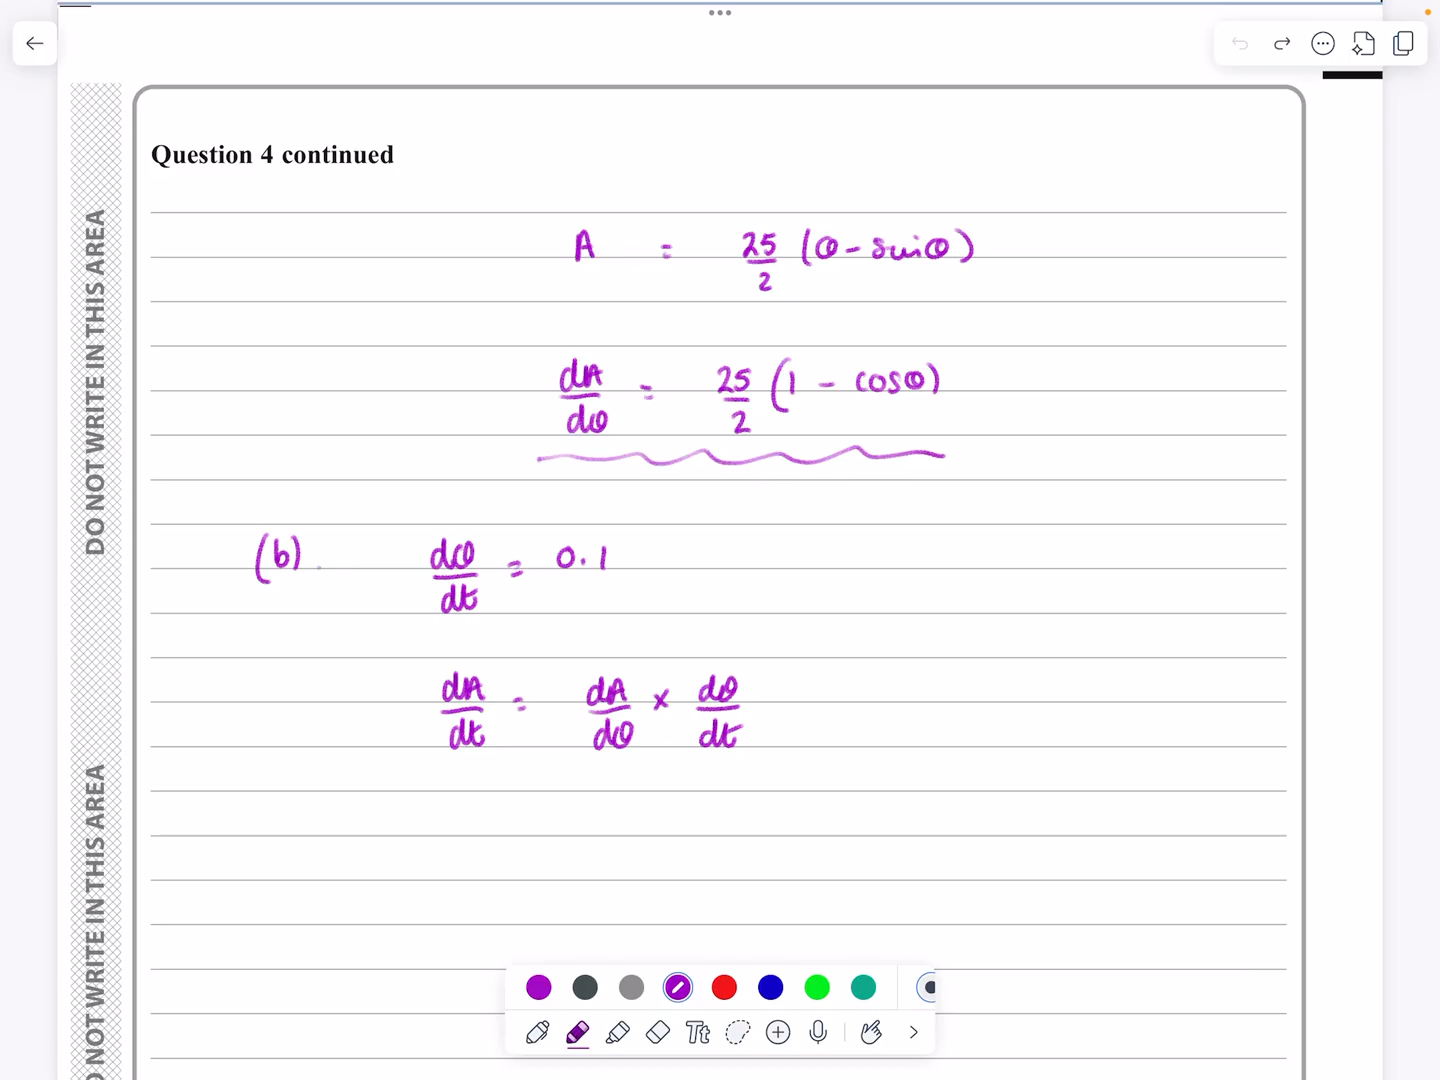 Question 4 continued
A = 25/2 (θ - sinθ)
dA/dθ = 25/2 (1 - cosθ)
(b) dθ/dt = 0.1
dA/dt = dA/dθ × dθ/dt
DO NOT WRITE IN THIS AREA
O NOT WRITE IN THIS AREA
Tt